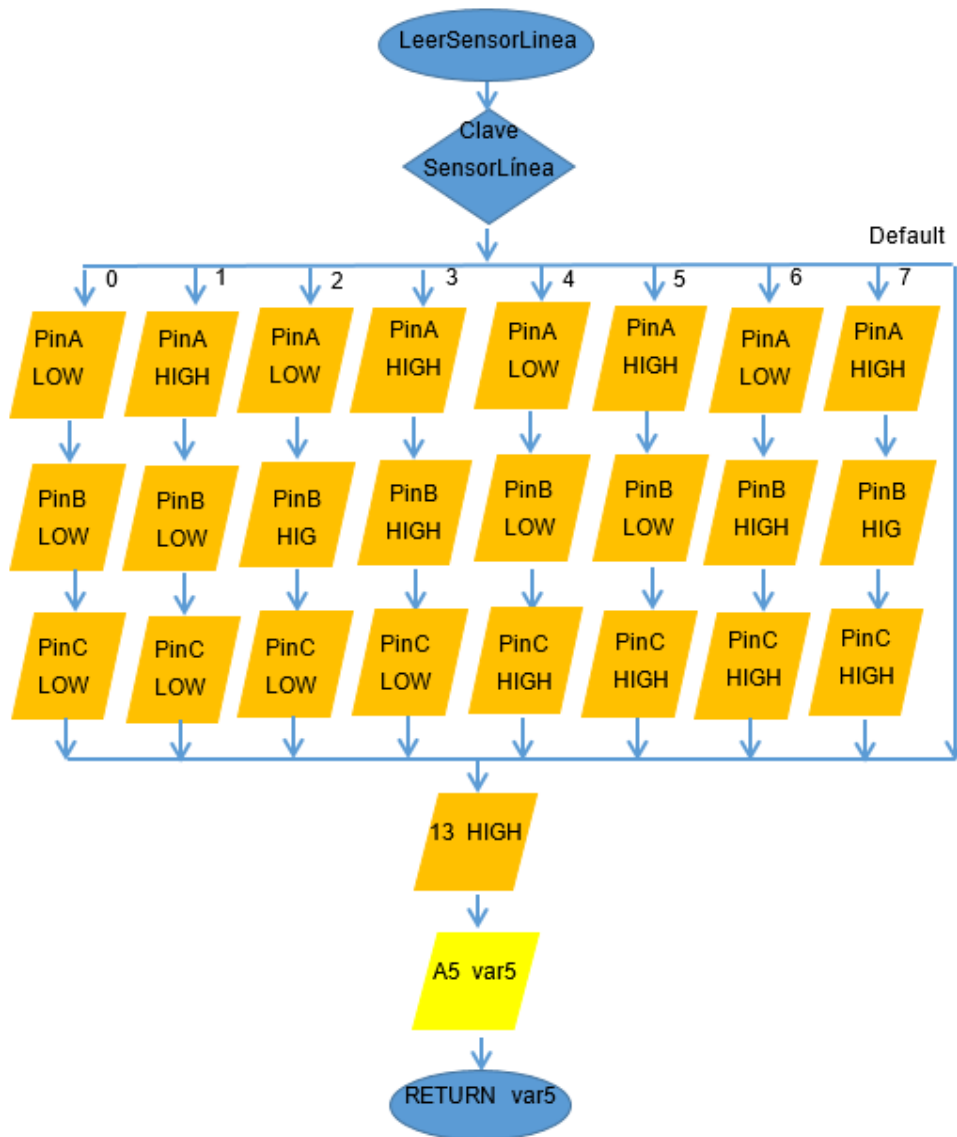 LeerSensorLinea
Clave
SensorLínea
Default
0 1 2 3 4 5 6 7
PinA PinA PinA PinA PinA PinA PinA PinA
LOW HIGH LOW HIGH LOW HIGH LOW HIGH
PinB PinB PinB PinB PinB PinB PinB PinB
LOW LOW HIG HIGH LOW LOW HIGH HIG
PinC PinC PinC PinC PinC PinC PinC PinC
LOW LOW LOW LOW HIGH HIGH HIGH HIGH
13 HIGH
A5 var5
RETURN var5